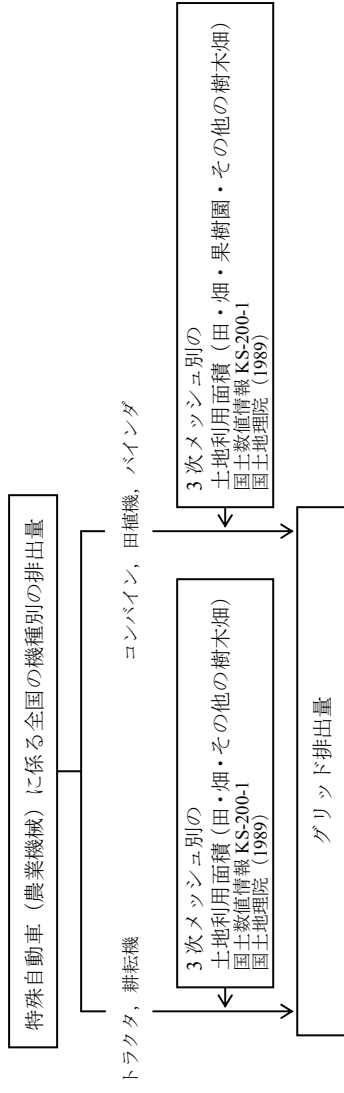 特殊自動車（農業機械）に係る全国の機種別の排出量
トラクタ，耕耘機
コンバイン，田植機，バインダ
3 次メッシュ別の
土地利用面積（田・畑・その他の樹木畑）
国土数値情報 KS-200-1
国土地理院（1989）
3 次メッシュ別の
土地利用面積（田・畑・果樹園・その他の樹木畑）
国土数値情報 KS-200-1
国土地理院（1989）
グリッド排出量